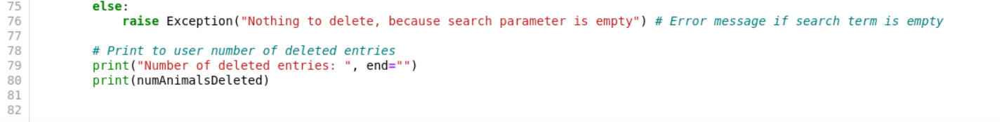 75 else:
76 raise Exception("Nothing to delete, because search parameter is empty") # Error message if search term is empty
77
78 # Print to user number of deleted entries
79 print("Number of deleted entries: ", end="")
80 print(numAnimalsDeleted)
81
82